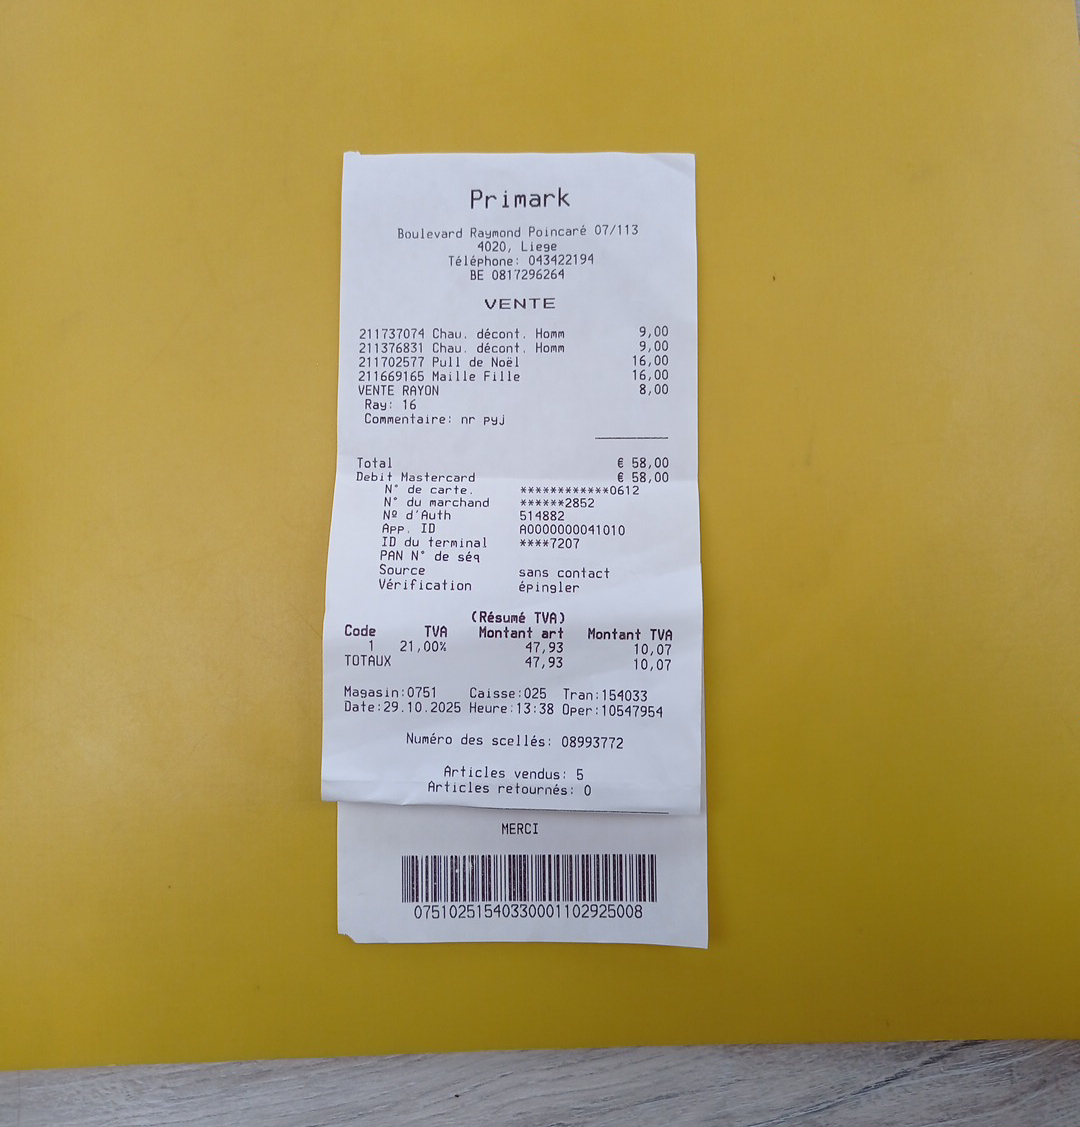 Primark
Boulevard Raymond Poincaré 07/113
4020, Liege
Téléphone: 043422194
BE 0817296264
VENTE
211737074 Chau. décont. Homm 9,00
211376831 Chau. décont. Homm 9,00
211702577 Pull de Noël 16,00
211669165 Maille Fille 16,00
VENTE RAYON 8,00
Ray: 16
Commentaire: nr pyj
Total € 58,00
Debit Mastercard € 58,00
N° de carte. ************0612
N° du marchand ******2852
Nº d'Auth 514882
App. ID A0000000041010
ID du terminal ****7207
PAN N° de séq
Source sans contact
Vérification épingler
(Résumé TVA)
Code TVA Montant art Montant TVA
1 21,00% 47,93 10,07
TOTAUX 47,93 10,07
Magasin:0751 Caisse:025 Tran:154033
Date:29.10.2025 Heure:13:38 Oper:10547954
Numéro des scellés: 08993772
Articles vendus: 5
Articles retournés: 0
MERCI
07510251540330001102925008